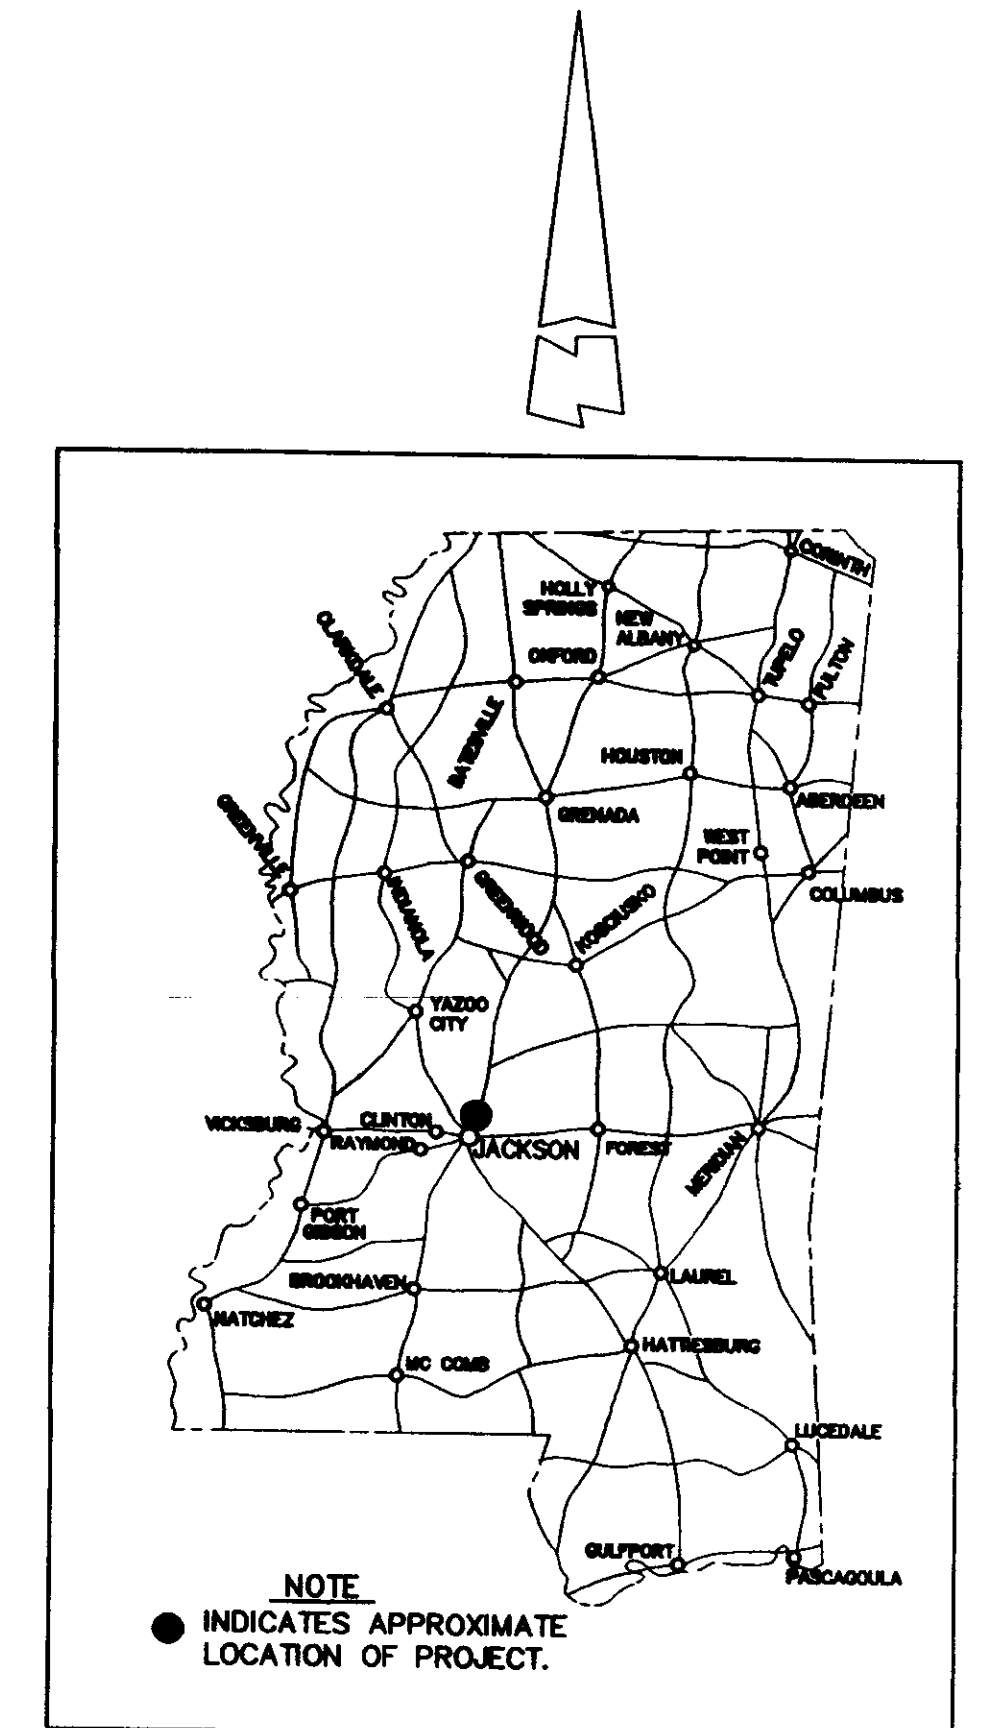 CORINTH
HOLLY
SPRINGS
NEW
ALBANY
CLARKDALE
OXFORD
TUPELO
FULTON
BATESVILLE
HOUSTON
GREENVILLE
GRENADA
ABERDEEN
WEST
POINT
INDIANOLA
GREENWOOD
KOSCIUSKO
COLUMBUS
YAZOO
CITY
VICKSBURG
CLINTON
RAYMOND
JACKSON
FOREST
MERIDIAN
PORT
GIBSON
BROOKHAVEN
LAUREL
NATCHEZ
HATTIESBURG
MC COMB
LUCEDALE
GULFPORT
PASCAGOULA
NOTE
INDICATES APPROXIMATE
LOCATION OF PROJECT.